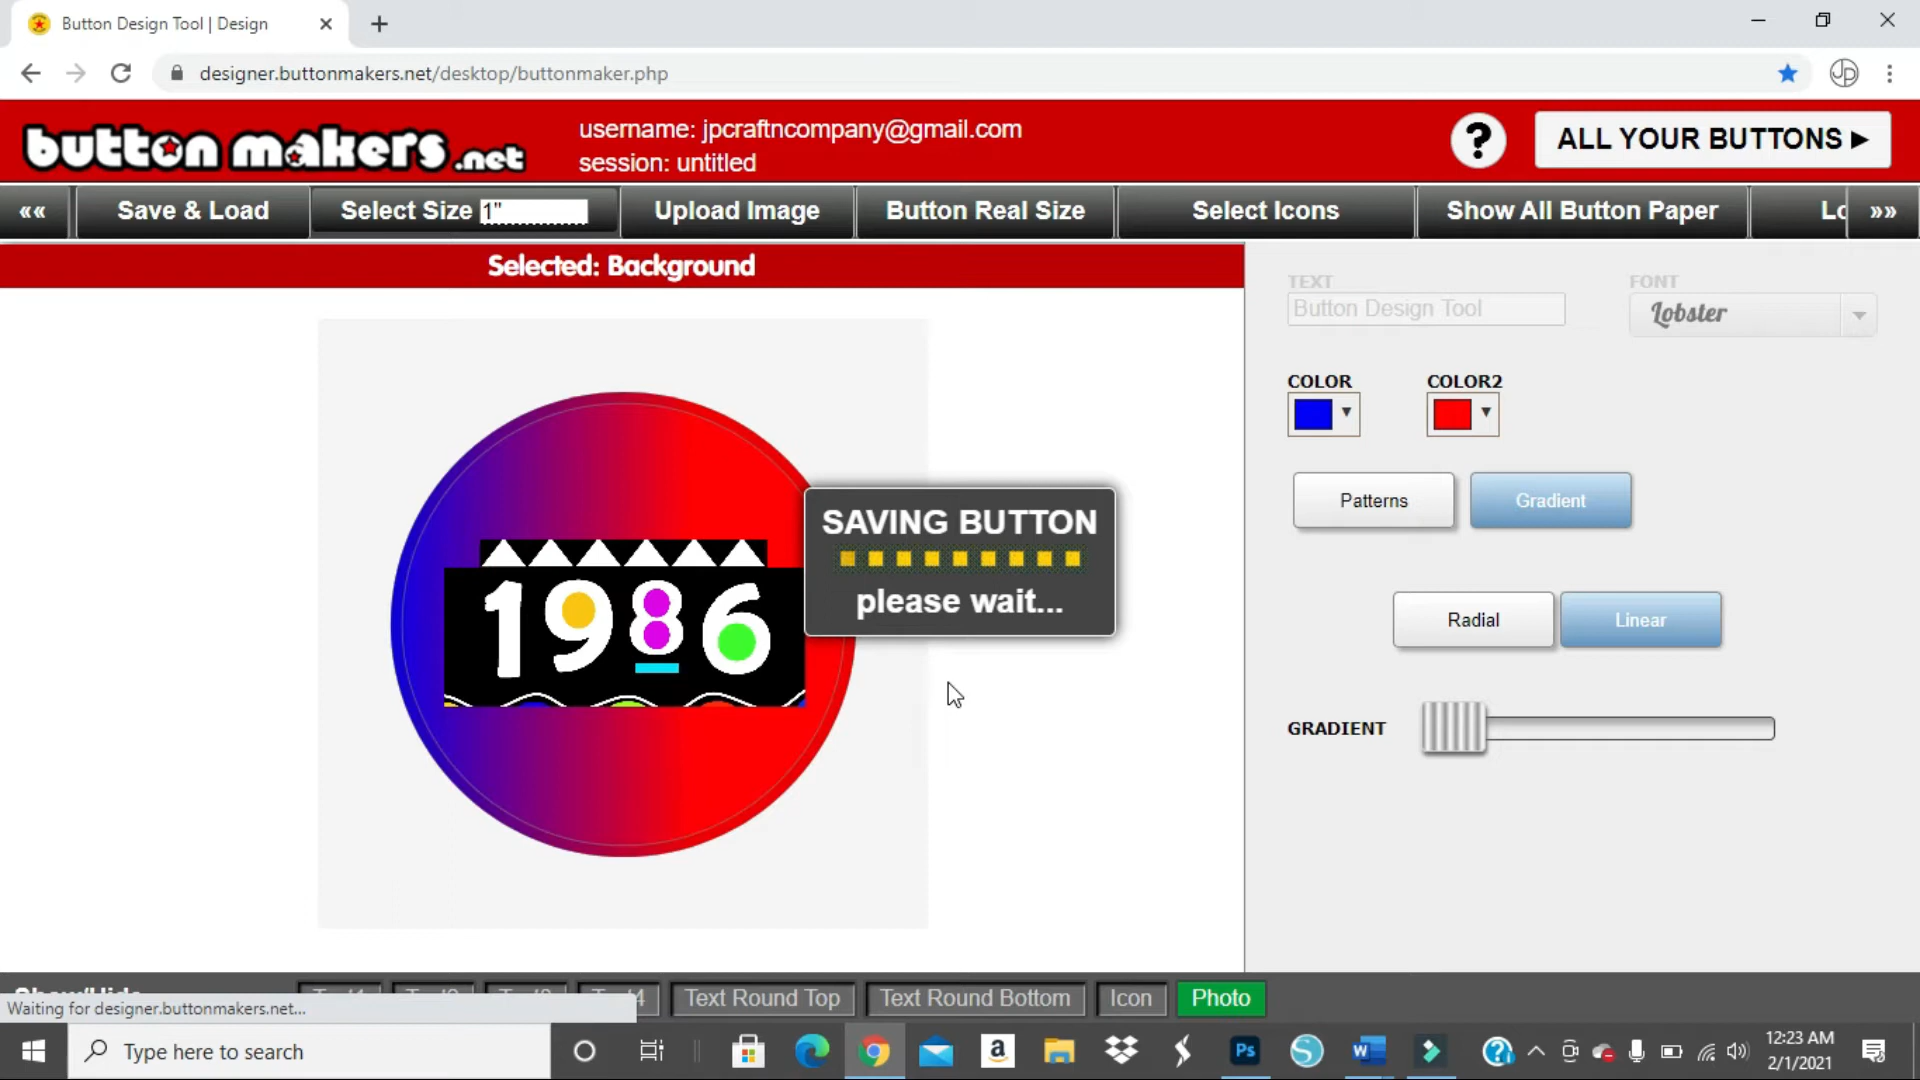 Button Design Tool | Design
designer.buttonmakers.net/desktop/buttonmaker.php
JP
button makers.net
username: jpcraftncompany@gmail.com
session: untitled
?
ALL YOUR BUTTONS ▶
««
Save & Load
Select Size 1"
Upload Image
Button Real Size
Select Icons
Show All Button Paper
»»
Selected: Background
TEXT
Button Design Tool
FONT
Lobster
COLOR
COLOR2
Patterns
Gradient
Radial
Linear
GRADIENT
1986
SAVING BUTTON
please wait...
Text Round Top
Text Round Bottom
Icon
Photo
Waiting for designer.buttonmakers.net...
Type here to search
a
Ps
S
W
?
12:23 AM
2/1/2021